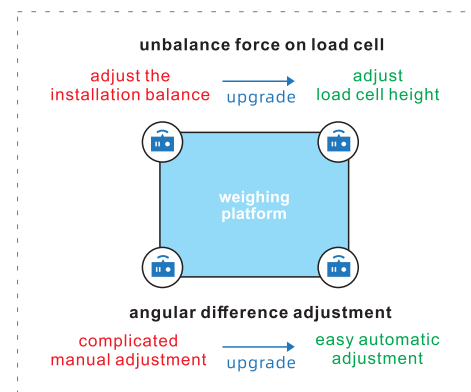 unbalance force on load cell
adjust the
installation balance
upgrade
adjust
load cell height
weighing
platform
angular difference adjustment
complicated
manual adjustment
upgrade
easy automatic
adjustment